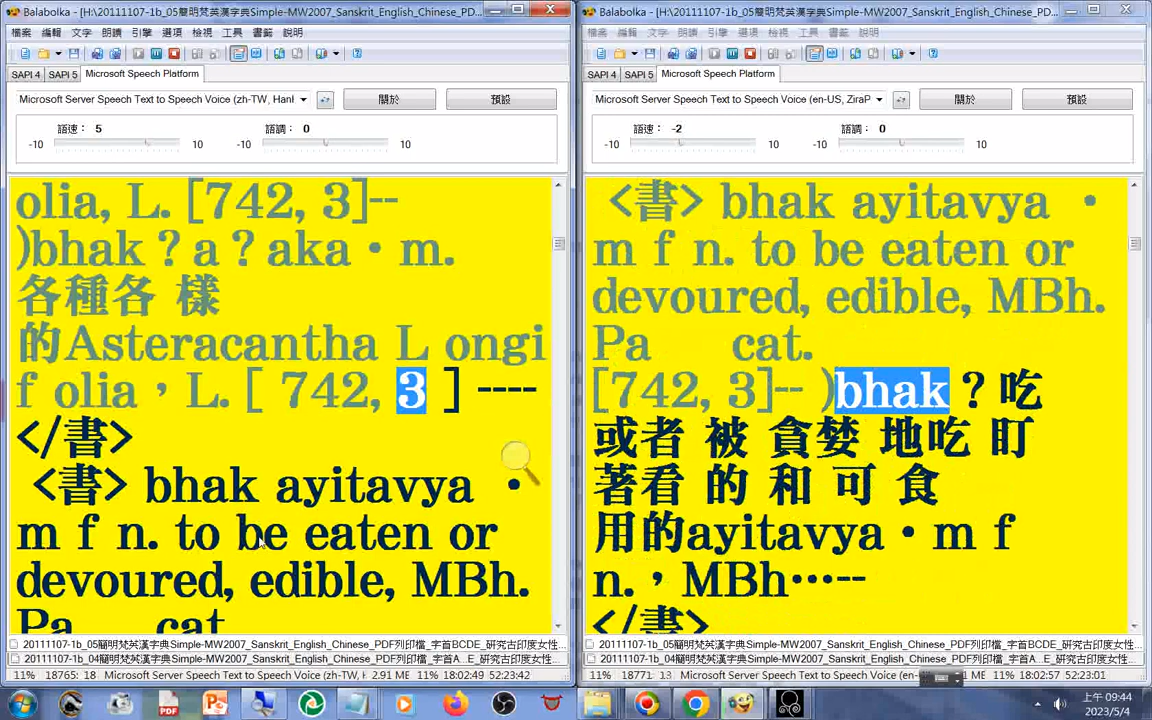 Balabolka - [H:\20111107-1b_05簡明梵英漢字典Simple-MW2007_Sanskrit_English_Chinese_PD...
檔案 編輯 文字 朗讀 引擎 選項 檢視 工具 書籤 說明
SAPI 4 SAPI 5 Microsoft Speech Platform
Microsoft Server Speech Text to Speech Voice (zh-TW, HanH
關於
預設
語速： 5
語調： 0
-10 10 -10 10
olia, L. [742, 3]--
)bhak？a？aka・m.
各種各 樣
的Asteracantha L ongi
f olia，L. [ 742, 3 ] ----
</書>
<書> bhak ayitavya ・
m f n. to be eaten or
devoured, edible, MBh.
Pa cat.
20111107-1b_05簡明梵英漢字典Simple-MW2007_Sanskrit_English_Chinese_PDF列印檔_字首BCDE_研究古印度女性...
20111107-1b_04簡明梵英漢字典Simple-MW2007_Sanskrit_English_Chinese_PDF列印檔_字首A...E_研究古印度女性...
11% 18765: 18 Microsoft Server Speech Text to Speech Voice (zh-TW, H 2.91 ME 11% 18:02:49 52:23:42
Balabolka - [H:\20111107-1b_05簡明梵英漢字典Simple-MW2007_Sanskrit_English_Chinese_PD...
檔案 編輯 文字 朗讀 引擎 選項 檢視 工具 書籤 說明
SAPI 4 SAPI 5 Microsoft Speech Platform
Microsoft Server Speech Text to Speech Voice (en-US, ZiraP
關於
預設
語速： -2
語調： 0
-10 10 -10 10
<書> bhak ayitavya ・
m f n. to be eaten or
devoured, edible, MBh.
Pa cat.
[742, 3]-- )bhak？吃
或者 被 貪婪 地吃 盯
著看 的 和 可 食
用的ayitavya・m f
n.，MBh…--
</書>
20111107-1b_05簡明梵英漢字典Simple-MW2007_Sanskrit_English_Chinese_PDF列印檔_字首BCDE_研究古印度女性...
20111107-1b_04簡明梵英漢字典Simple-MW2007_Sanskrit_English_Chinese_PDF列印檔_字首A...E_研究古印度女性...
11% 18771: 13 Microsoft Server Speech Text to Speech Voice (en-US, 11% 18:02:57 52:23:01
上午 09:44
2023/5/4